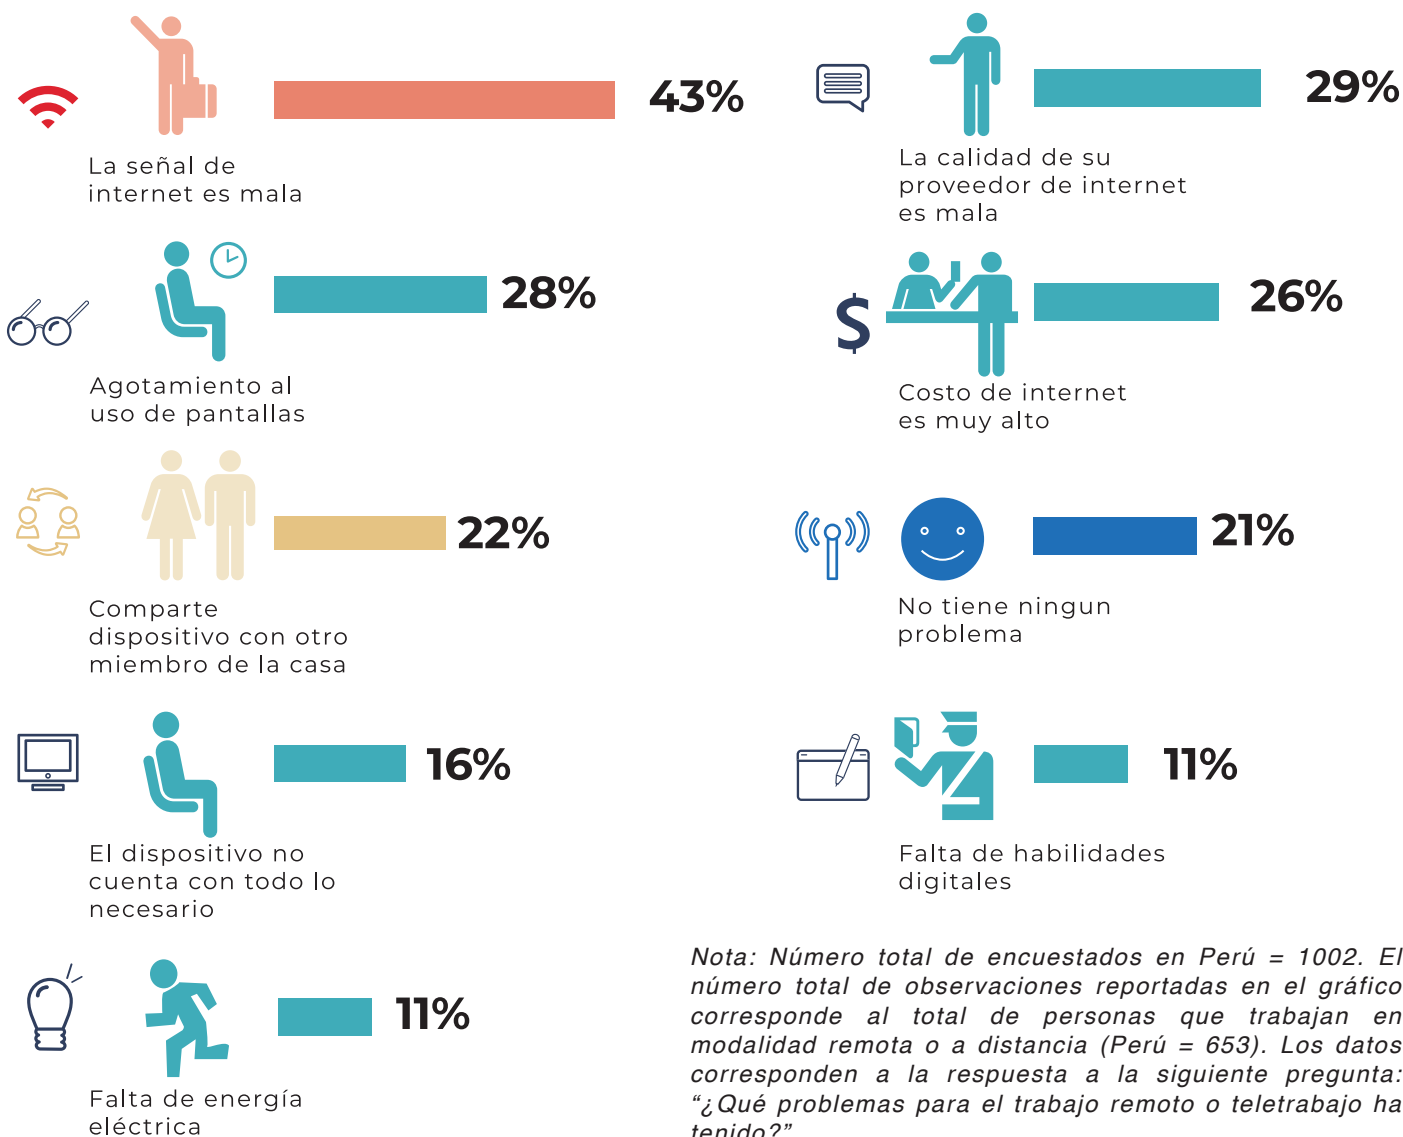 43%
La señal de
internet es mala
29%
La calidad de su
proveedor de internet
es mala
28%
Agotamiento al
uso de pantallas
$
26%
Costo de internet
es muy alto
22%
Comparte
dispositivo con otro
miembro de la casa
21%
No tiene ningun
problema
16%
El dispositivo no
cuenta con todo lo
necesario
11%
Falta de habilidades
digitales
11%
Falta de energía
eléctrica
Nota: Número total de encuestados en Perú = 1002. El
número total de observaciones reportadas en el gráfico
corresponde al total de personas que trabajan en
modalidad remota o a distancia (Perú = 653). Los datos
corresponden a la respuesta a la siguiente pregunta:
“¿Qué problemas para el trabajo remoto o teletrabajo ha
tenido?”